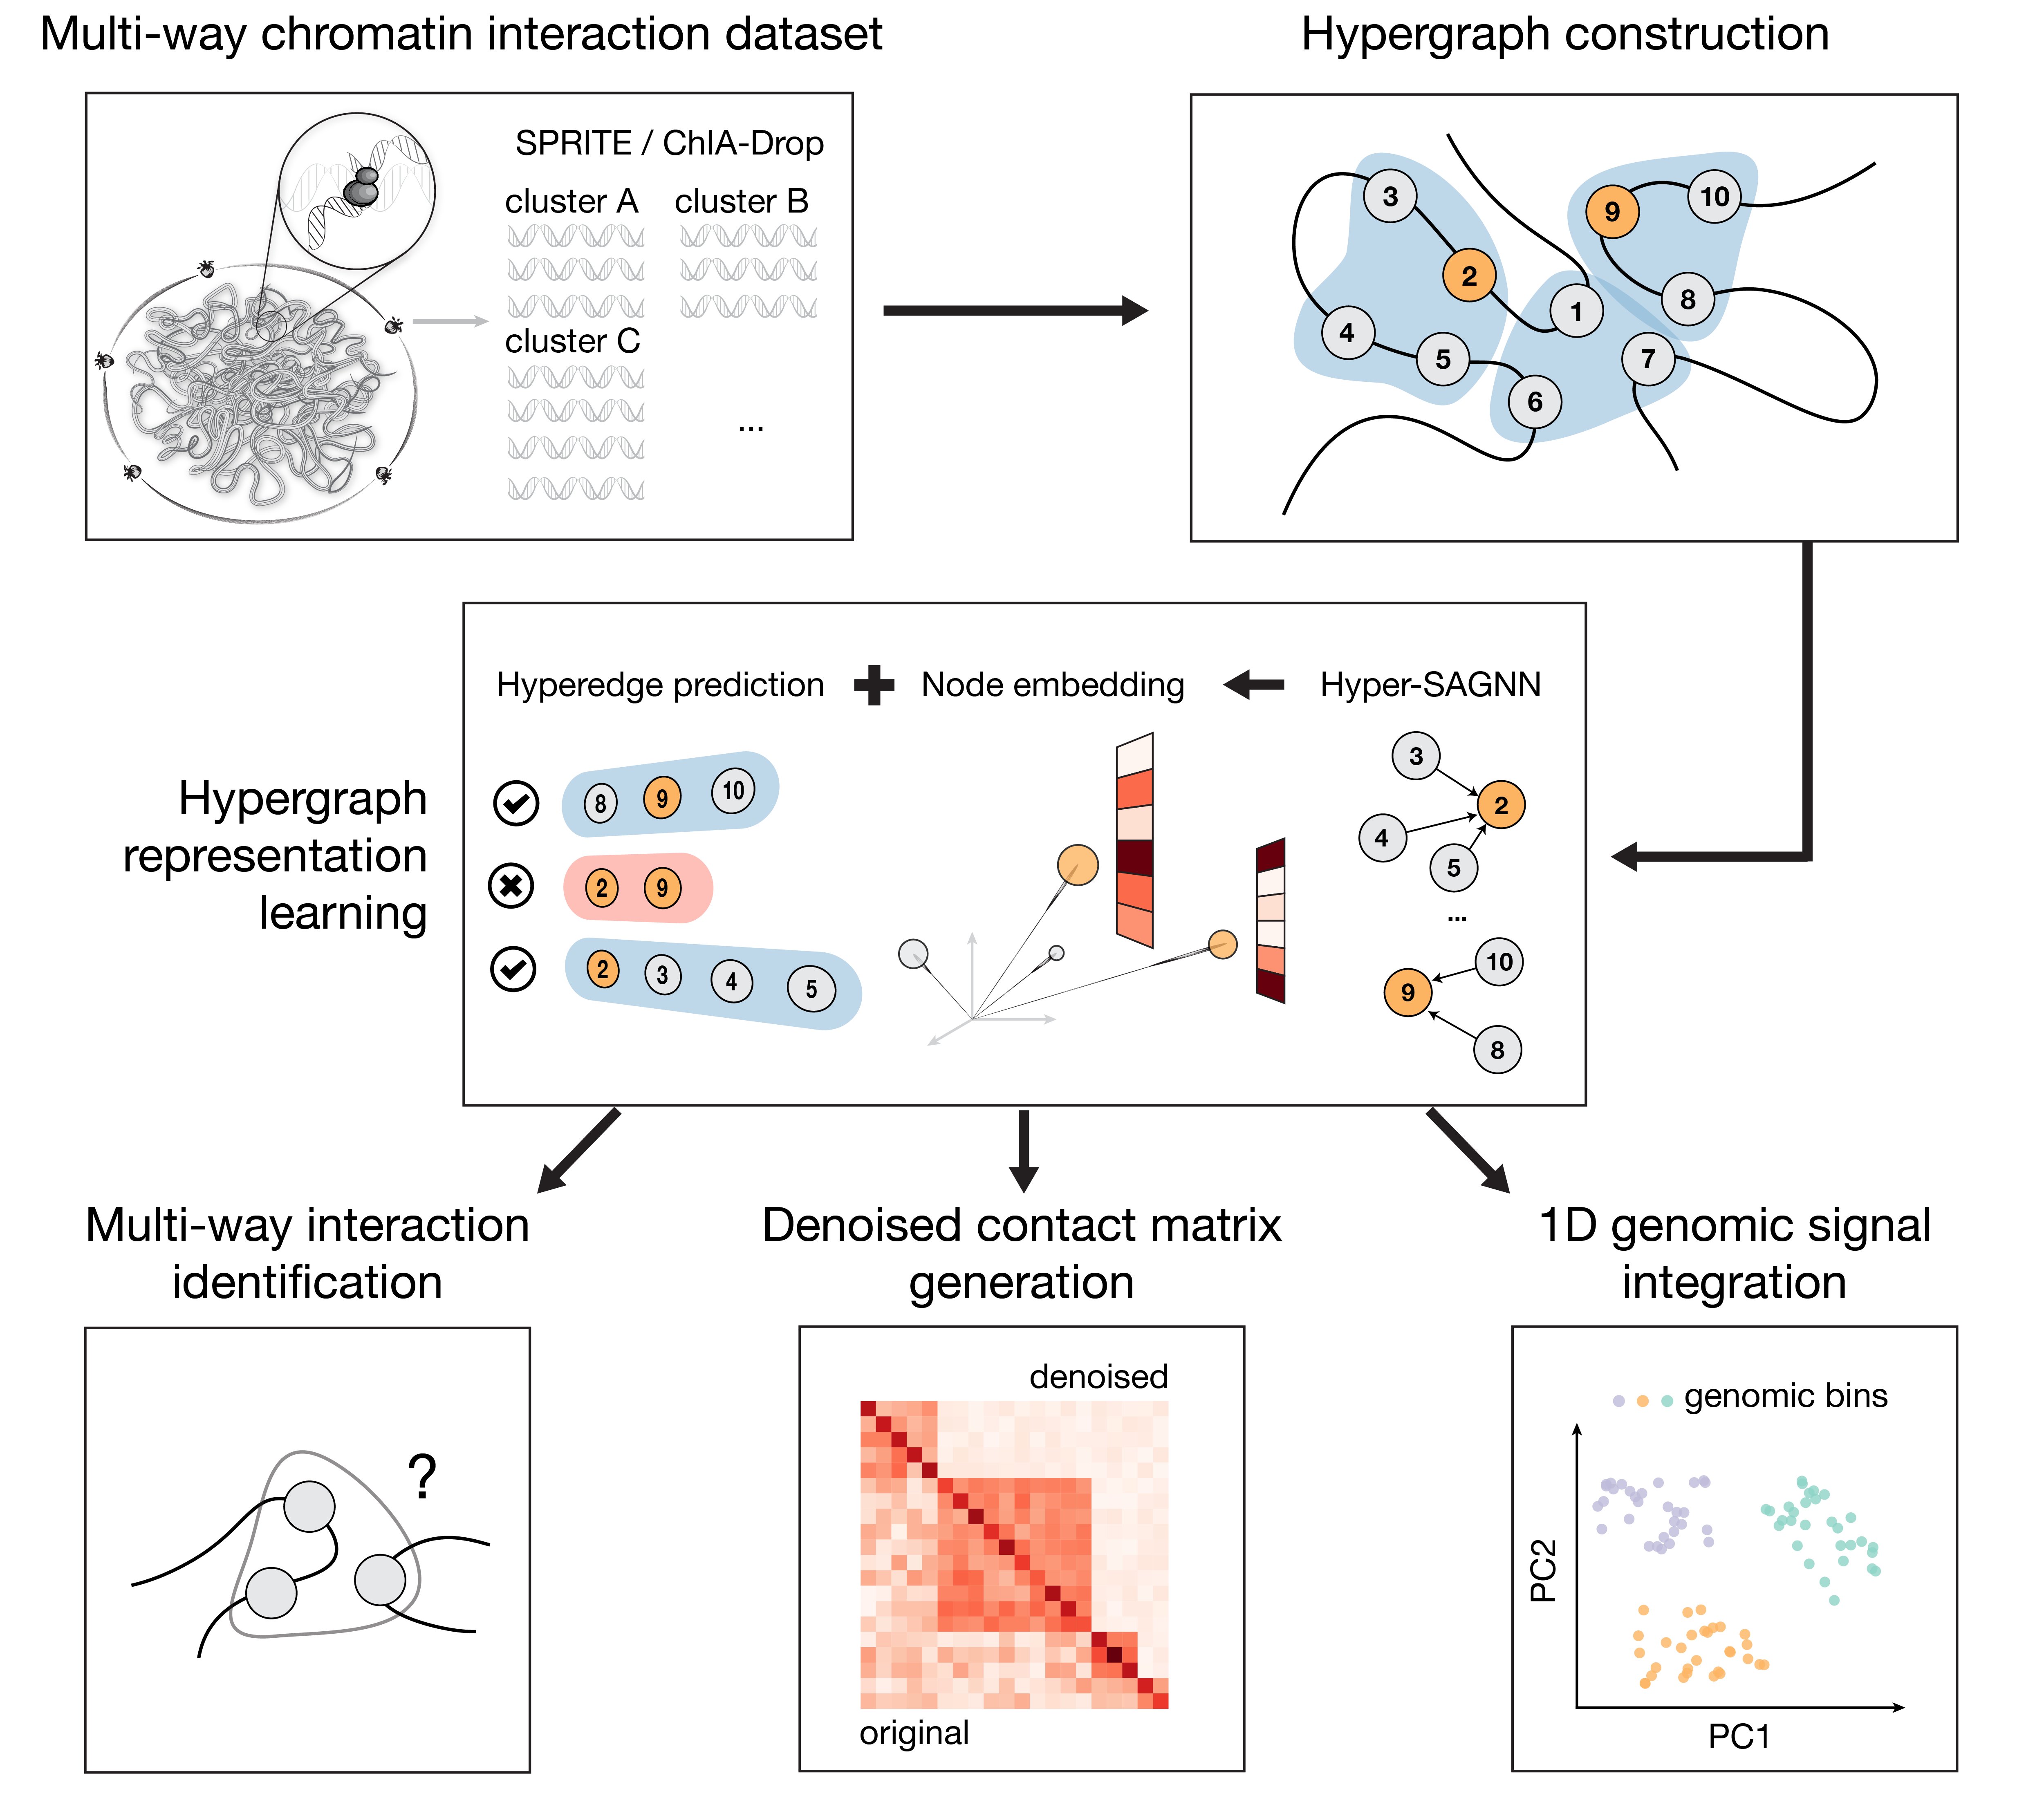 Multi-way chromatin interaction dataset
Hypergraph construction
SPRITE / ChIA-Drop
cluster A
cluster B
cluster C
...
3
2
4
5
6
1
7
8
9
10
Hypergraph
representation
learning
Hyperedge prediction
Node embedding
Hyper-SAGNN
8 9 10
2 9
2 3 4 5
3
2
4
5
...
10
9
8
Multi-way interaction
identification
Denoised contact matrix
generation
1D genomic signal
integration
?
denoised
original
genomic bins
PC2
PC1